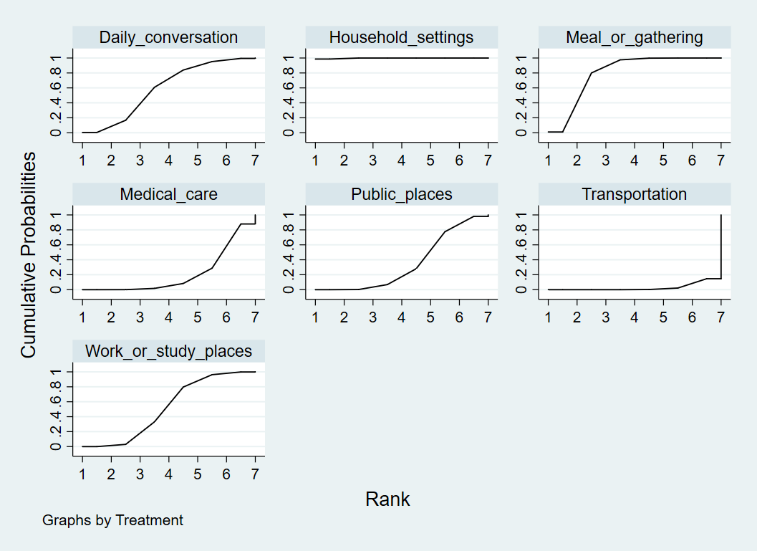 Daily_conversation
Household_settings
Meal_or_gathering
0 .2 .4 .6 .8 1
1 2 3 4 5 6 7
0 .2 .4 .6 .8 1
1 2 3 4 5 6 7
0 .2 .4 .6 .8 1
1 2 3 4 5 6 7
Medical_care
Public_places
Transportation
0 .2 .4 .6 .8 1
1 2 3 4 5 6 7
0 .2 .4 .6 .8 1
1 2 3 4 5 6 7
0 .2 .4 .6 .8 1
1 2 3 4 5 6 7
Work_or_study_places
0 .2 .4 .6 .8 1
1 2 3 4 5 6 7
Cumulative Probabilities
Rank
Graphs by Treatment